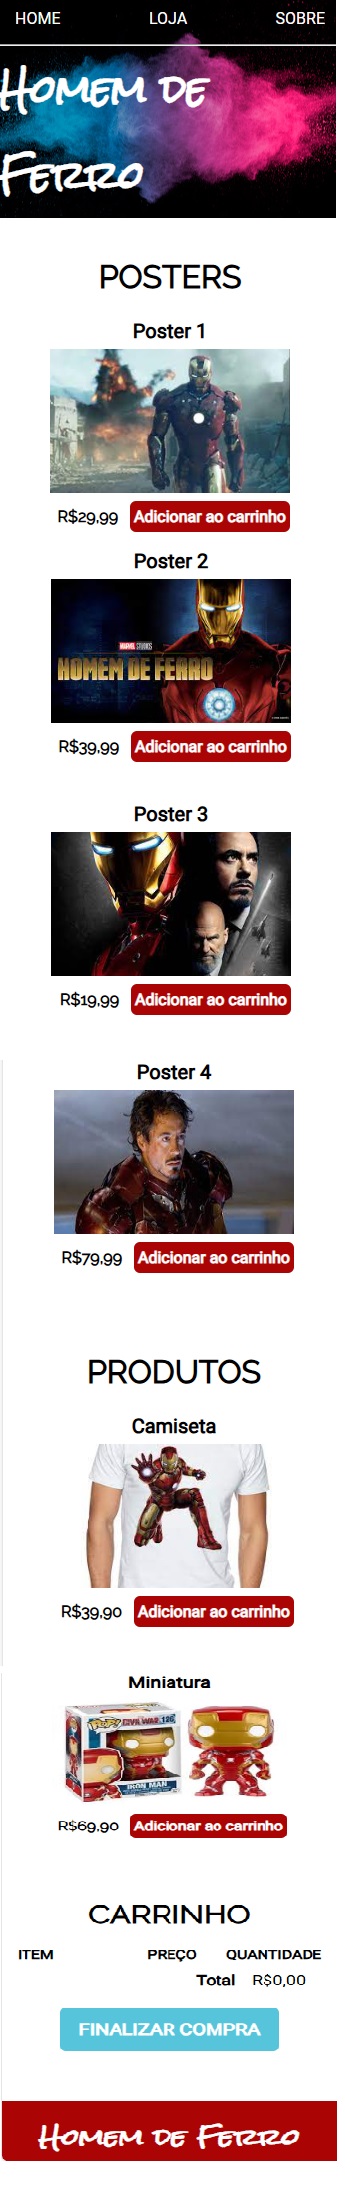 HOME LOJA SOBRE
Homem de
Ferro
POSTERS
Poster 1
R$29,99 Adicionar ao carrinho
Poster 2
MARVEL STUDIOS
HOMEM DE FERRO
R$39,99 Adicionar ao carrinho
Poster 3
R$19,99 Adicionar ao carrinho
Poster 4
R$79,99 Adicionar ao carrinho
PRODUTOS
Camiseta
R$39,90 Adicionar ao carrinho
Miniatura
POP!
CIVIL WAR 126
IRON MAN
R$69,90 Adicionar ao carrinho
CARRINHO
ITEM PREÇO QUANTIDADE
Total R$0,00
FINALIZAR COMPRA
Homem de Ferro